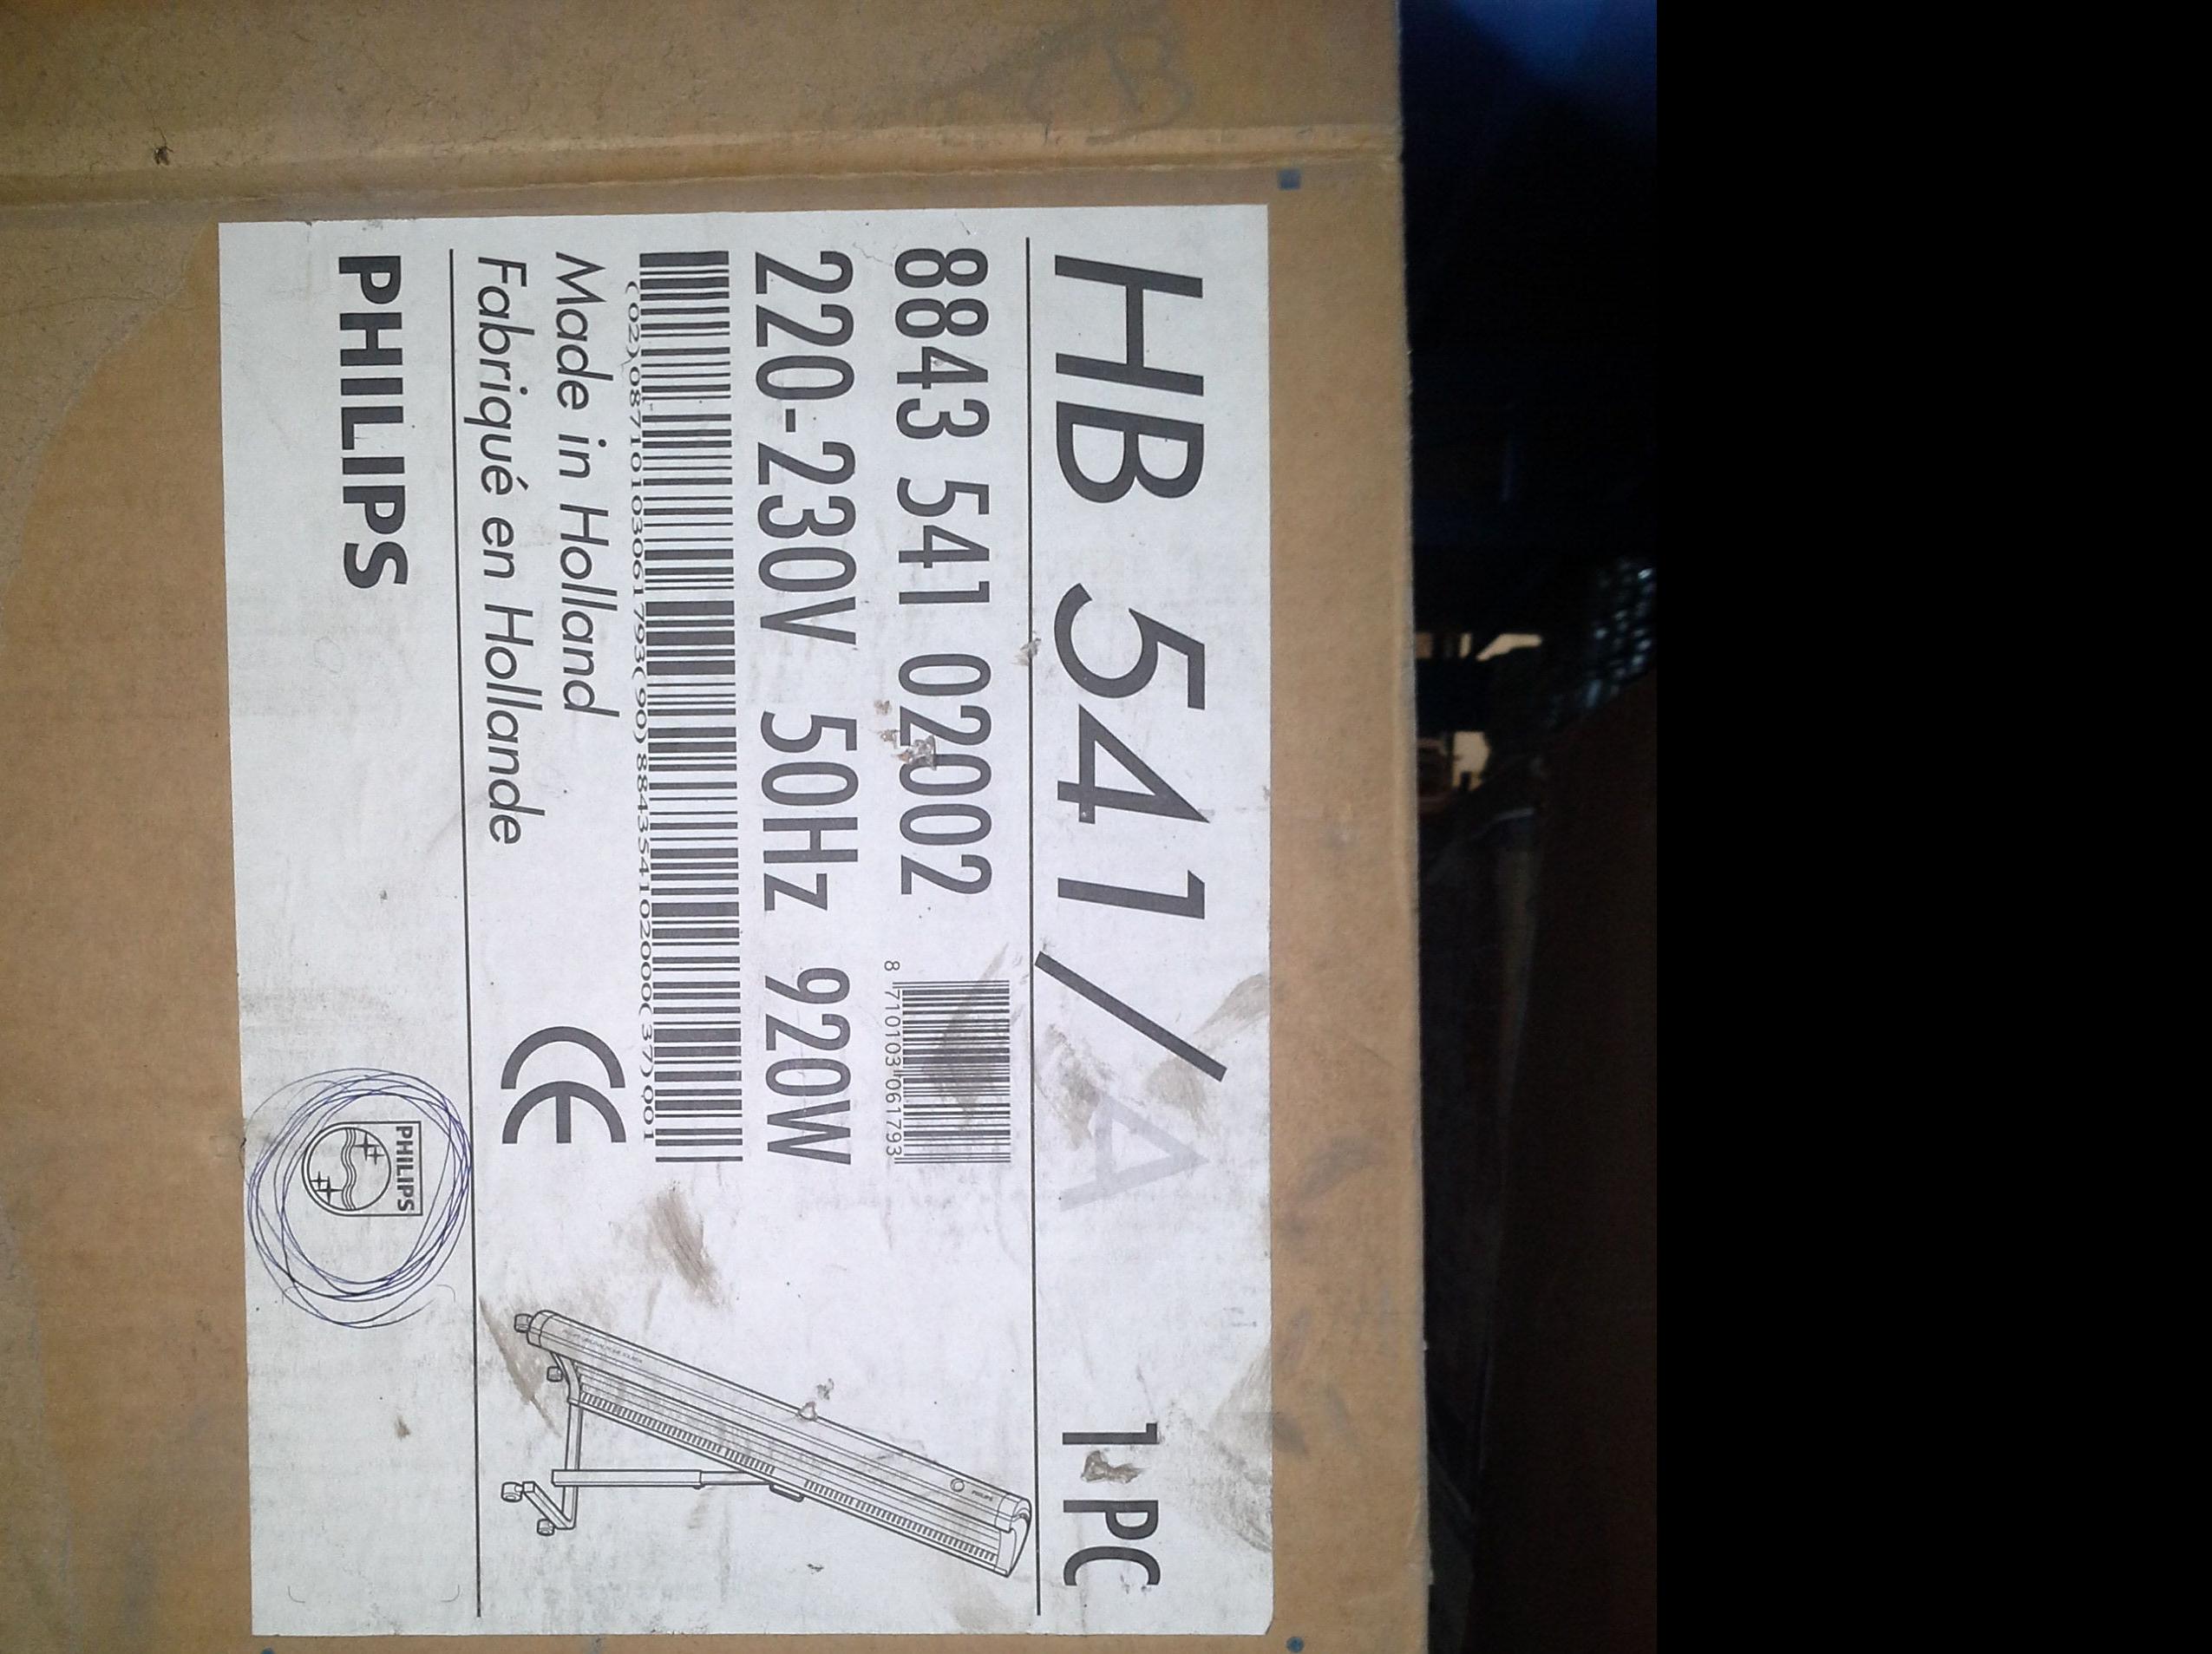 HB 541/A
1 PC
8843 541 02002
8 710103 061793
220-230V 50Hz 920W
(02)08710103061793(90)884354102000(37)001
Made in Holland
Fabriqué en Hollande
CE
PHILIPS
PHILIPS